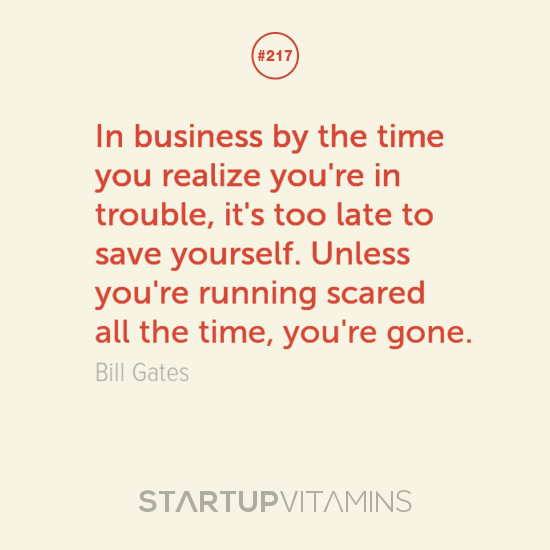 #217
In business by the time
you realize you're in
trouble, it's too late to
save yourself. Unless
you're running scared
all the time, you're gone.
Bill Gates
STARTUPVITAMINS